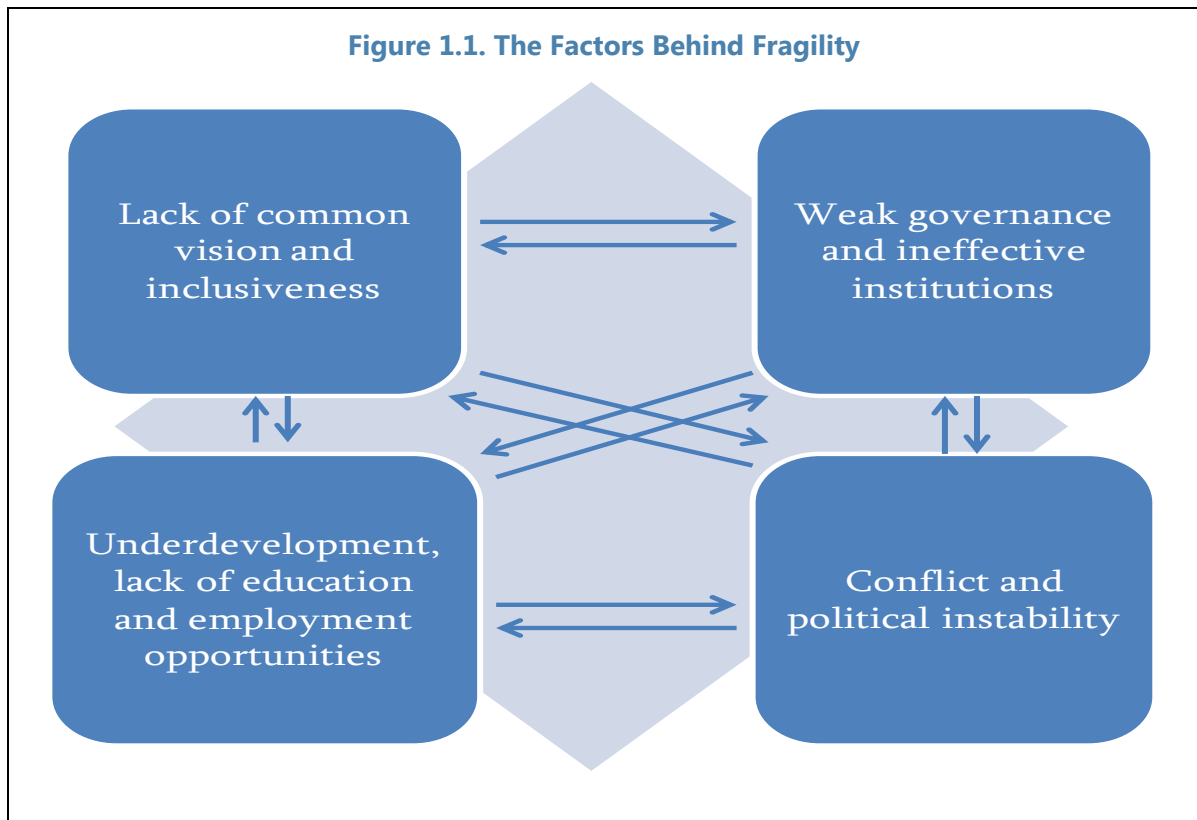 Figure 1.1. The Factors Behind Fragility
Lack of common
vision and
inclusiveness
Weak governance
and ineffective
institutions
Underdevelopment,
lack of education
and employment
opportunities
Conflict and
political instability